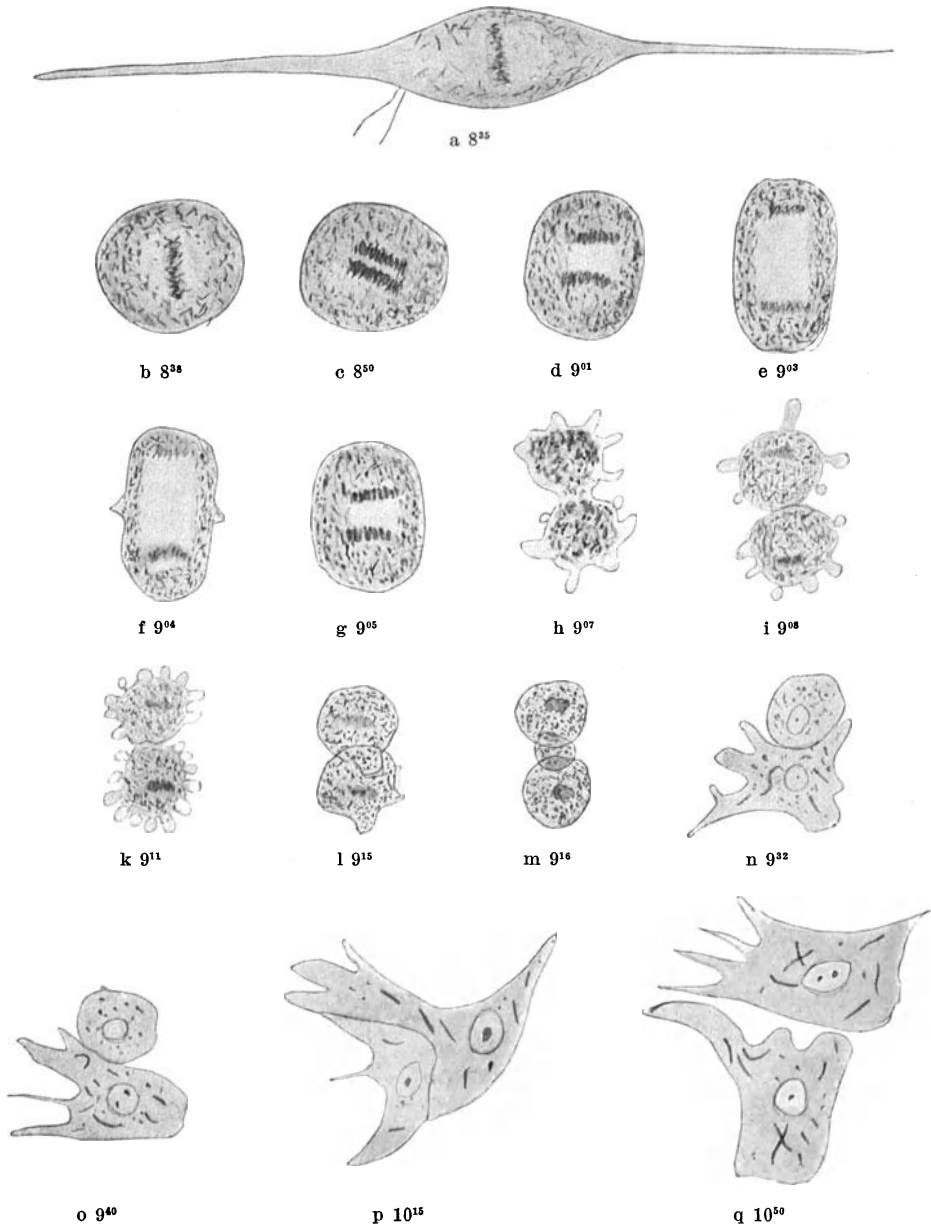 a 8³⁵
b 8³⁸ c 8⁵⁰ d 9⁰¹ e 9⁰³
f 9⁰⁴ g 9⁰⁵ h 9⁰⁷ i 9⁰⁸
k 9¹¹ l 9¹⁵ m 9¹⁶ n 9³²
o 9⁴⁰ p 10¹⁵ q 10⁵⁰